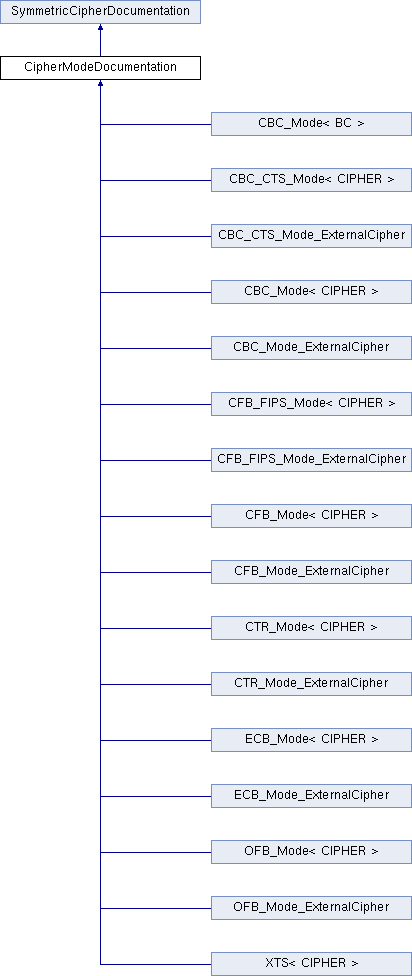 SymmetricCipherDocumentation
CipherModeDocumentation
CBC_Mode< BC >
CBC_CTS_Mode< CIPHER >
CBC_CTS_Mode_ExternalCipher
CBC_Mode< CIPHER >
CBC_Mode_ExternalCipher
CFB_FIPS_Mode< CIPHER >
CFB_FIPS_Mode_ExternalCipher
CFB_Mode< CIPHER >
CFB_Mode_ExternalCipher
CTR_Mode< CIPHER >
CTR_Mode_ExternalCipher
ECB_Mode< CIPHER >
ECB_Mode_ExternalCipher
OFB_Mode< CIPHER >
OFB_Mode_ExternalCipher
XTS< CIPHER >